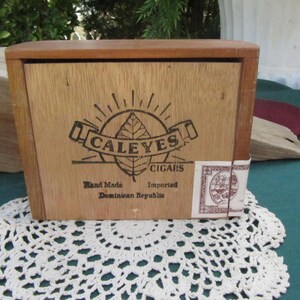 CALEYES
CIGARS
Hand Made Imported
Dominican Republic